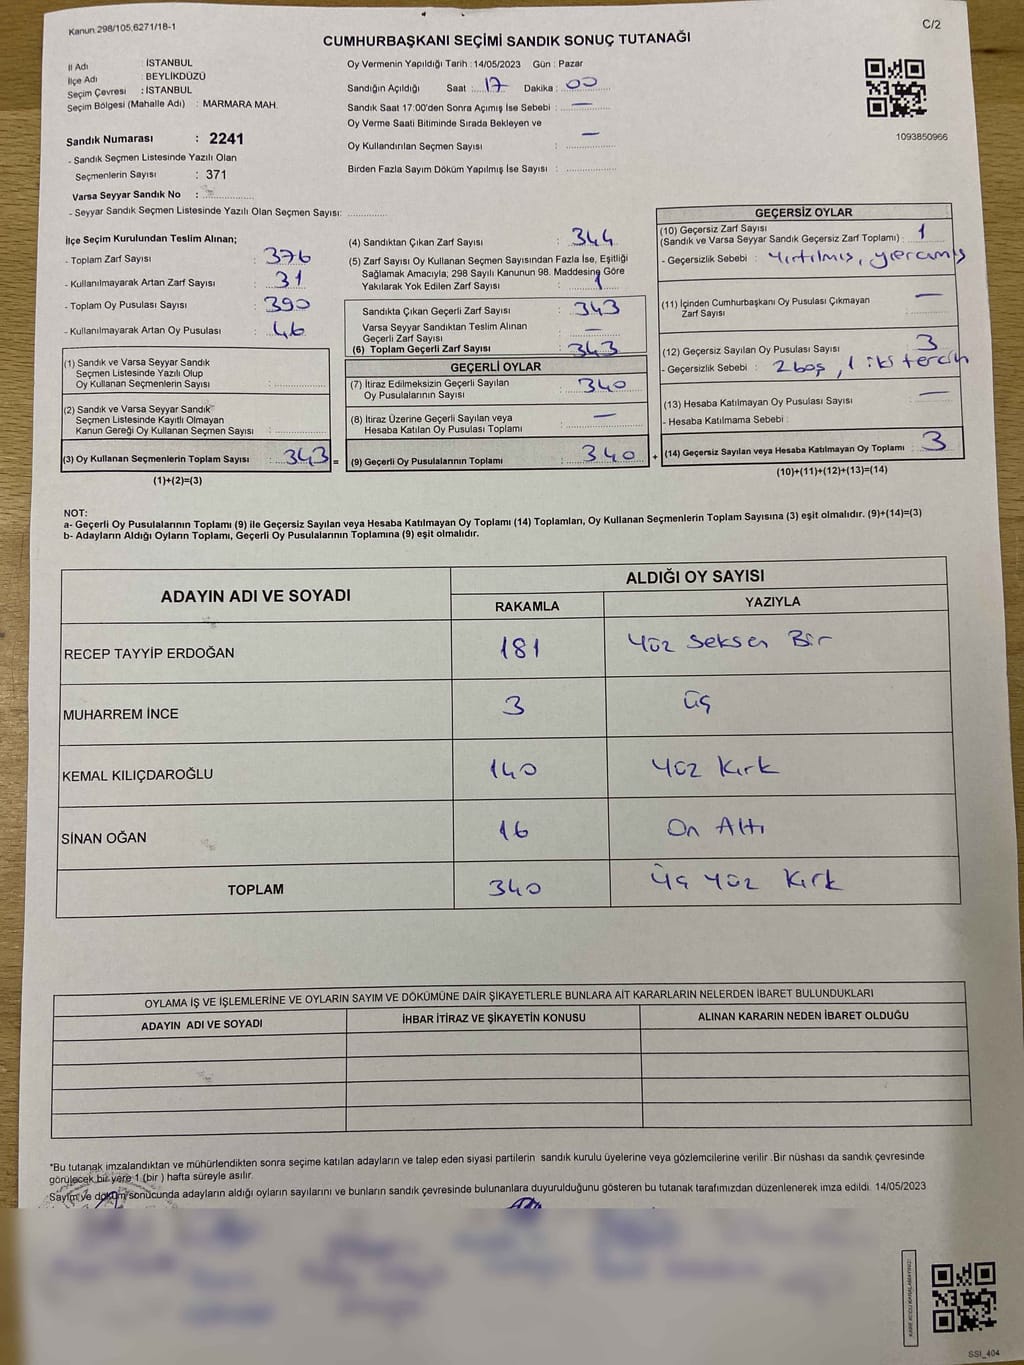 Kanun 298/105,6271/18-1
C/2
CUMHURBAŞKANI SEÇİMİ SANDIK SONUÇ TUTANAĞI
İl Adı : İSTANBUL
İlçe Adı : BEYLİKDÜZÜ
Seçim Çevresi : İSTANBUL
Seçim Bölgesi (Mahalle Adı) : MARMARA MAH.
Sandık Numarası : 2241
- Sandık Seçmen Listesinde Yazılı Olan
Seçmenlerin Sayısı : 371
Varsa Seyyar Sandık No :
- Seyyar Sandık Seçmen Listesinde Yazılı Olan Seçmen Sayısı:
Oy Vermenin Yapıldığı Tarih : 14/05/2023 Gün : Pazar
Sandığın Açıldığı Saat : 17 Dakika : 00
Sandık Saat 17:00'den Sonra Açımış İse Sebebi : —
Oy Verme Saati Bitiminde Sırada Bekleyen ve
Oy Kullandırılan Seçmen Sayısı : —
Birden Fazla Sayım Döküm Yapılmış İse Sayısı :
1093850966
İlçe Seçim Kurulundan Teslim Alınan;
- Toplam Zarf Sayısı : 376
- Kullanılmayarak Artan Zarf Sayısı : 31
- Toplam Oy Pusulası Sayısı : 390
- Kullanılmayarak Artan Oy Pusulası : 46
(1) Sandık ve Varsa Seyyar Sandık
Seçmen Listesinde Yazılı Olup
Oy Kullanan Seçmenlerin Sayısı :
(2) Sandık ve Varsa Seyyar Sandık
Seçmen Listesinde Kayıtlı Olmayan
Kanun Gereği Oy Kullanan Seçmen Sayısı :
(3) Oy Kullanan Seçmenlerin Toplam Sayısı : 343 =
(1)+(2)=(3)
(4) Sandıktan Çıkan Zarf Sayısı : 344
(5) Zarf Sayısı Oy Kullanan Seçmen Sayısından Fazla İse, Eşitliği
Sağlamak Amacıyla; 298 Sayılı Kanunun 98. Maddesine Göre
Yakılarak Yok Edilen Zarf Sayısı : 1
Sandıkta Çıkan Geçerli Zarf Sayısı : 343
Varsa Seyyar Sandıktan Teslim Alınan
Geçerli Zarf Sayısı : —
(6) Toplam Geçerli Zarf Sayısı : 343
GEÇERLİ OYLAR
(7) İtiraz Edilmeksizin Geçerli Sayılan
Oy Pusulalarının Sayısı : 340
(8) İtiraz Üzerine Geçerli Sayılan veya
Hesaba Katılan Oy Pusulası Toplamı : —
(9) Geçerli Oy Pusulalarının Toplamı : 340 +
GEÇERSİZ OYLAR
(10) Geçersiz Zarf Sayısı
(Sandık ve Varsa Seyyar Sandık Geçersiz Zarf Toplamı) : 1
- Geçersizlik Sebebi : Yırtılmış,
(11) İçinden Cumhurbaşkanı Oy Pusulası Çıkmayan
Zarf Sayısı : —
(12) Geçersiz Sayılan Oy Pusulası Sayısı : 3
- Geçersizlik Sebebi : 2 boş, 1 iki tercih
(13) Hesaba Katılmayan Oy Pusulası Sayısı : —
- Hesaba Katılmama Sebebi :
(14) Geçersiz Sayılan veya Hesaba Katılmayan Oy Toplamı : 3
(10)+(11)+(12)+(13)=(14)
NOT:
a- Geçerli Oy Pusulalarının Toplamı (9) ile Geçersiz Sayılan veya Hesaba Katılmayan Oy Toplamı (14) Toplamları, Oy Kullanan Seçmenlerin Toplam Sayısına (3) eşit olmalıdır. (9)+(14)=(3)
b- Adayların Aldığı Oyların Toplamı, Geçerli Oy Pusulalarının Toplamına (9) eşit olmalıdır.
ADAYIN ADI VE SOYADI
ALDIĞI OY SAYISI
RAKAMLA YAZIYLA
RECEP TAYYİP ERDOĞAN 181 Yüz Seksen Bir
MUHARREM İNCE 3 Üç
KEMAL KILIÇDAROĞLU 140 Yüz Kırk
SİNAN OĞAN 16 On Altı
TOPLAM 340 Üç Yüz Kırk
OYLAMA İŞ VE İŞLEMLERİNE VE OYLARIN SAYIM VE DÖKÜMÜNE DAİR ŞİKAYETLERLE BUNLARA AİT KARARLARIN NELERDEN İBARET BULUNDUKLARI
ADAYIN ADI VE SOYADI İHBAR İTİRAZ VE ŞİKAYETİN KONUSU ALINAN KARARIN NEDEN İBARET OLDUĞU
*Bu tutanak imzalandıktan ve mühürlendikten sonra seçime katılan adayların ve talep eden siyasi partilerin sandık kurulu üyelerine veya gözlemcilerine verilir .Bir nüshası da sandık çevresinde
görülecek bir yere 1 (bir ) hafta süreyle asılır.
Sayım ve döküm sonucunda adayların aldığı oyların sayılarını ve bunların sandık çevresinde bulunanlara duyurulduğunu gösteren bu tutanak tarafımızdan düzenlenerek imza edildi. 14/05/2023
SSI_404